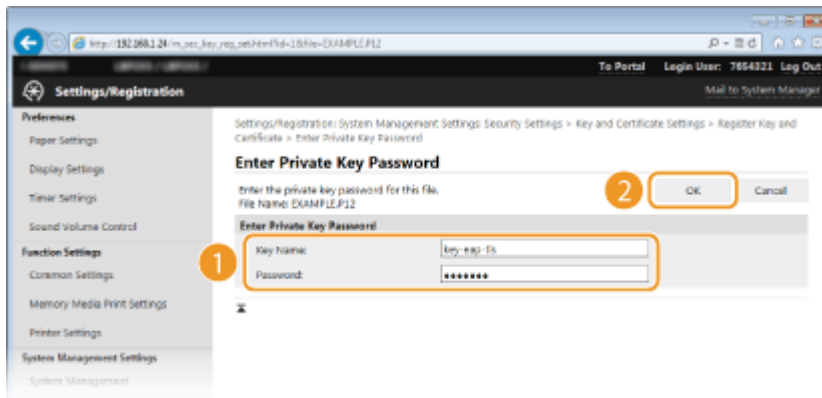 http://192.168.1.24/m_sec_key_reg_set.html?id=1&file=EXAMPLE.P12
To Portal Login User: 7654321 Log Out
Settings/Registration
Mail to System Manager
Preferences
Paper Settings
Display Settings
Timer Settings
Sound Volume Control
Function Settings
Common Settings
Memory Media Print Settings
Printer Settings
System Management Settings
System Management
Settings/Registration: System Management Settings: Security Settings > Key and Certificate Settings > Register Key and
Certificate > Enter Private Key Password
Enter Private Key Password
Enter the private key password for this file.
File Name: EXAMPLE.P12
2
OK Cancel
Enter Private Key Password
1
Key Name: key-eap-tls
Password: •••••••